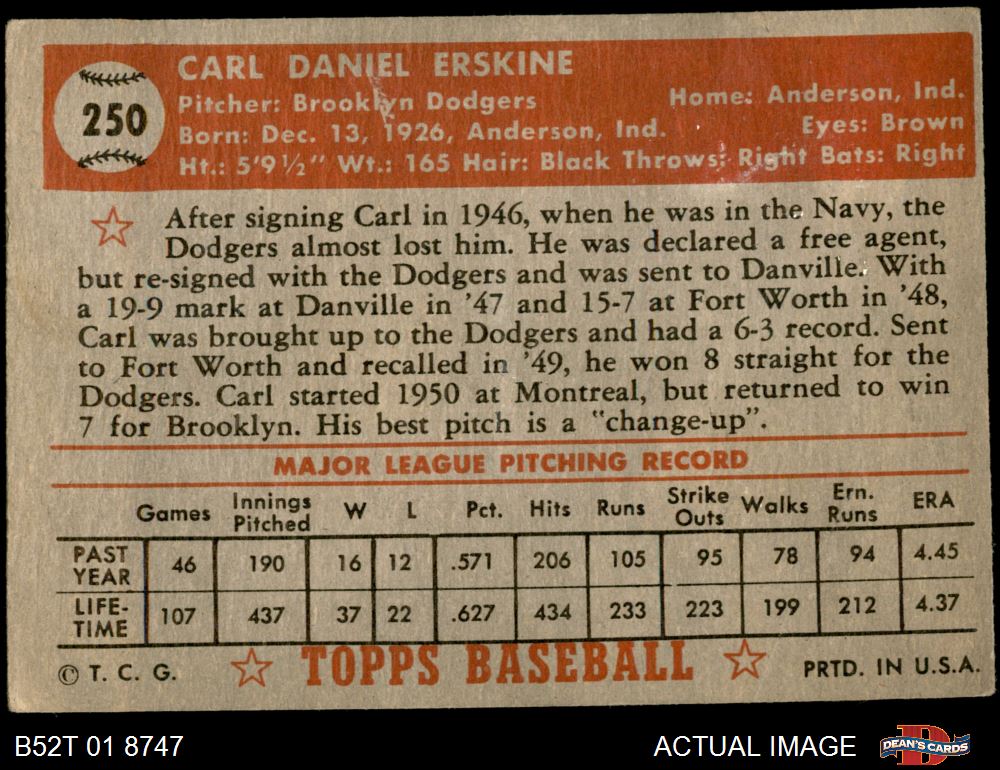 250
CARL DANIEL ERSKINE
Pitcher: Brooklyn Dodgers Home: Anderson, Ind.
Born: Dec. 13, 1926, Anderson, Ind. Eyes: Brown
Ht.: 5'9½" Wt.: 165 Hair: Black Throws: Right Bats: Right
After signing Carl in 1946, when he was in the Navy, the
Dodgers almost lost him. He was declared a free agent,
but re-signed with the Dodgers and was sent to Danville. With
a 19-9 mark at Danville in '47 and 15-7 at Fort Worth in '48,
Carl was brought up to the Dodgers and had a 6-3 record. Sent
to Fort Worth and recalled in '49, he won 8 straight for the
Dodgers. Carl started 1950 at Montreal, but returned to win
7 for Brooklyn. His best pitch is a "change-up".
MAJOR LEAGUE PITCHING RECORD
Games Innings Pitched W L Pct. Hits Runs Strike Outs Walks Ern. Runs ERA
PAST YEAR 46 190 16 12 .571 206 105 95 78 94 4.45
LIFE-TIME 107 437 37 22 .627 434 233 223 199 212 4.37
© T. C. G. TOPPS BASEBALL PRTD. IN U.S.A.
B52T 01 8747 ACTUAL IMAGE DEAN'S CARDS